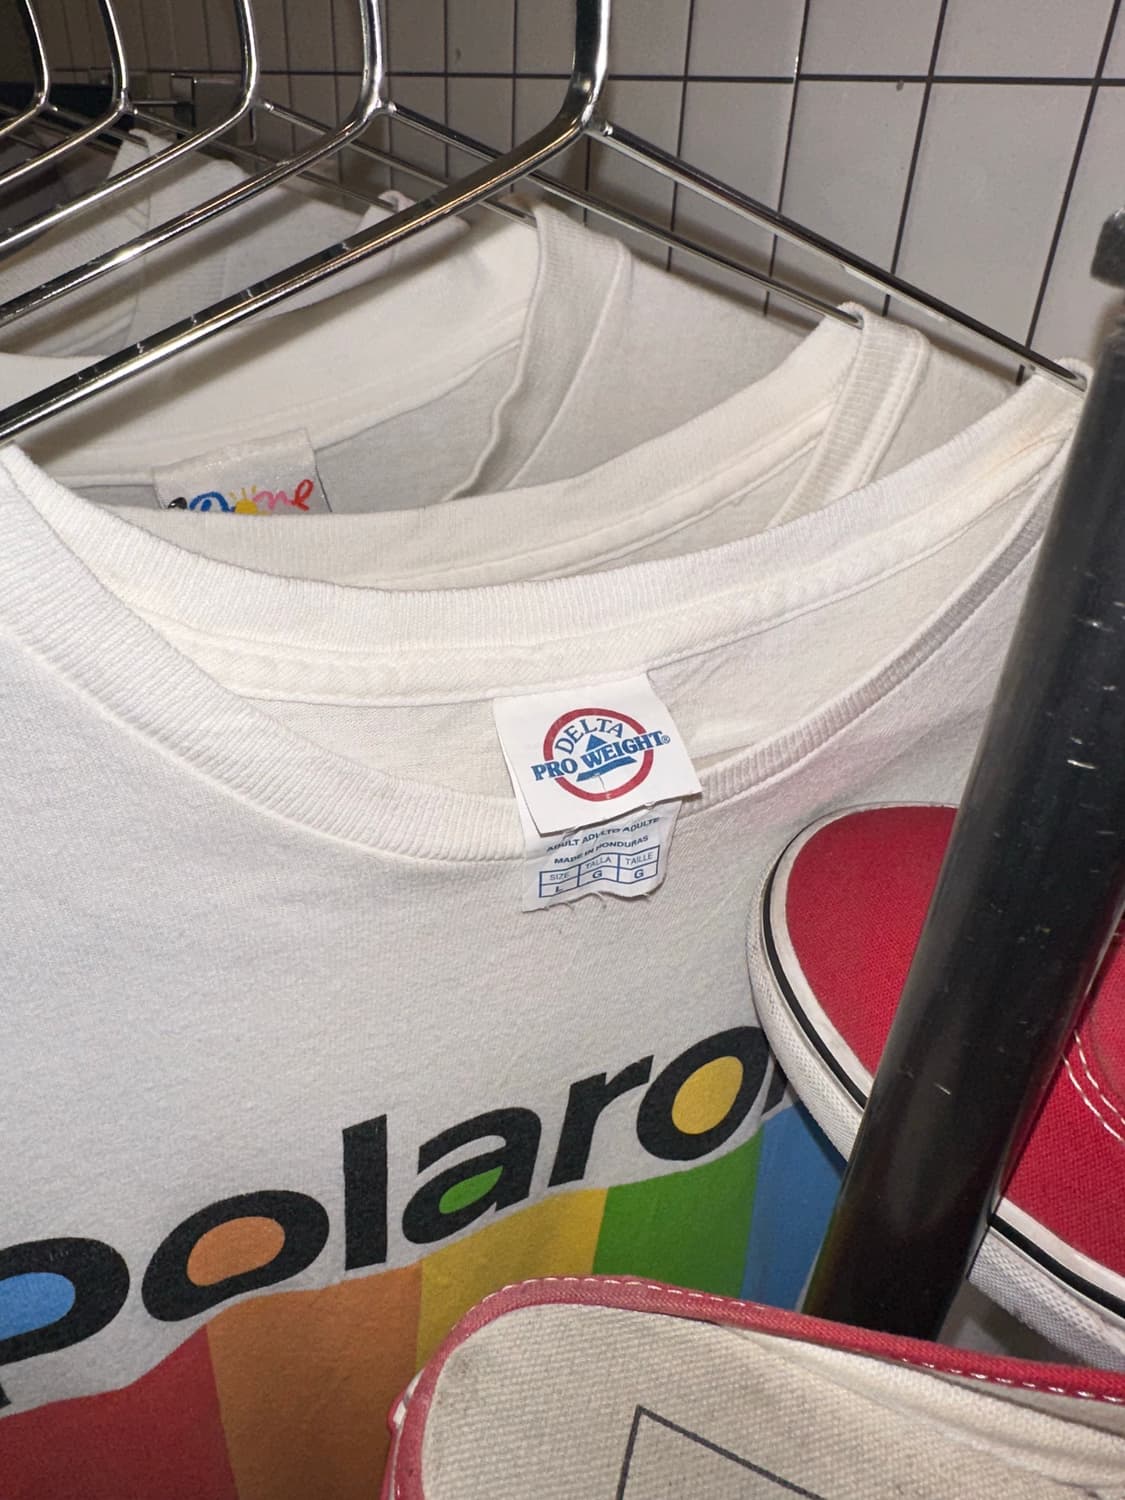 DELTA
PRO WEIGHT®
ADULT ADULTO ADULTE
MADE IN HONDURAS
SIZE TALLA TAILLE
L G G
polaro